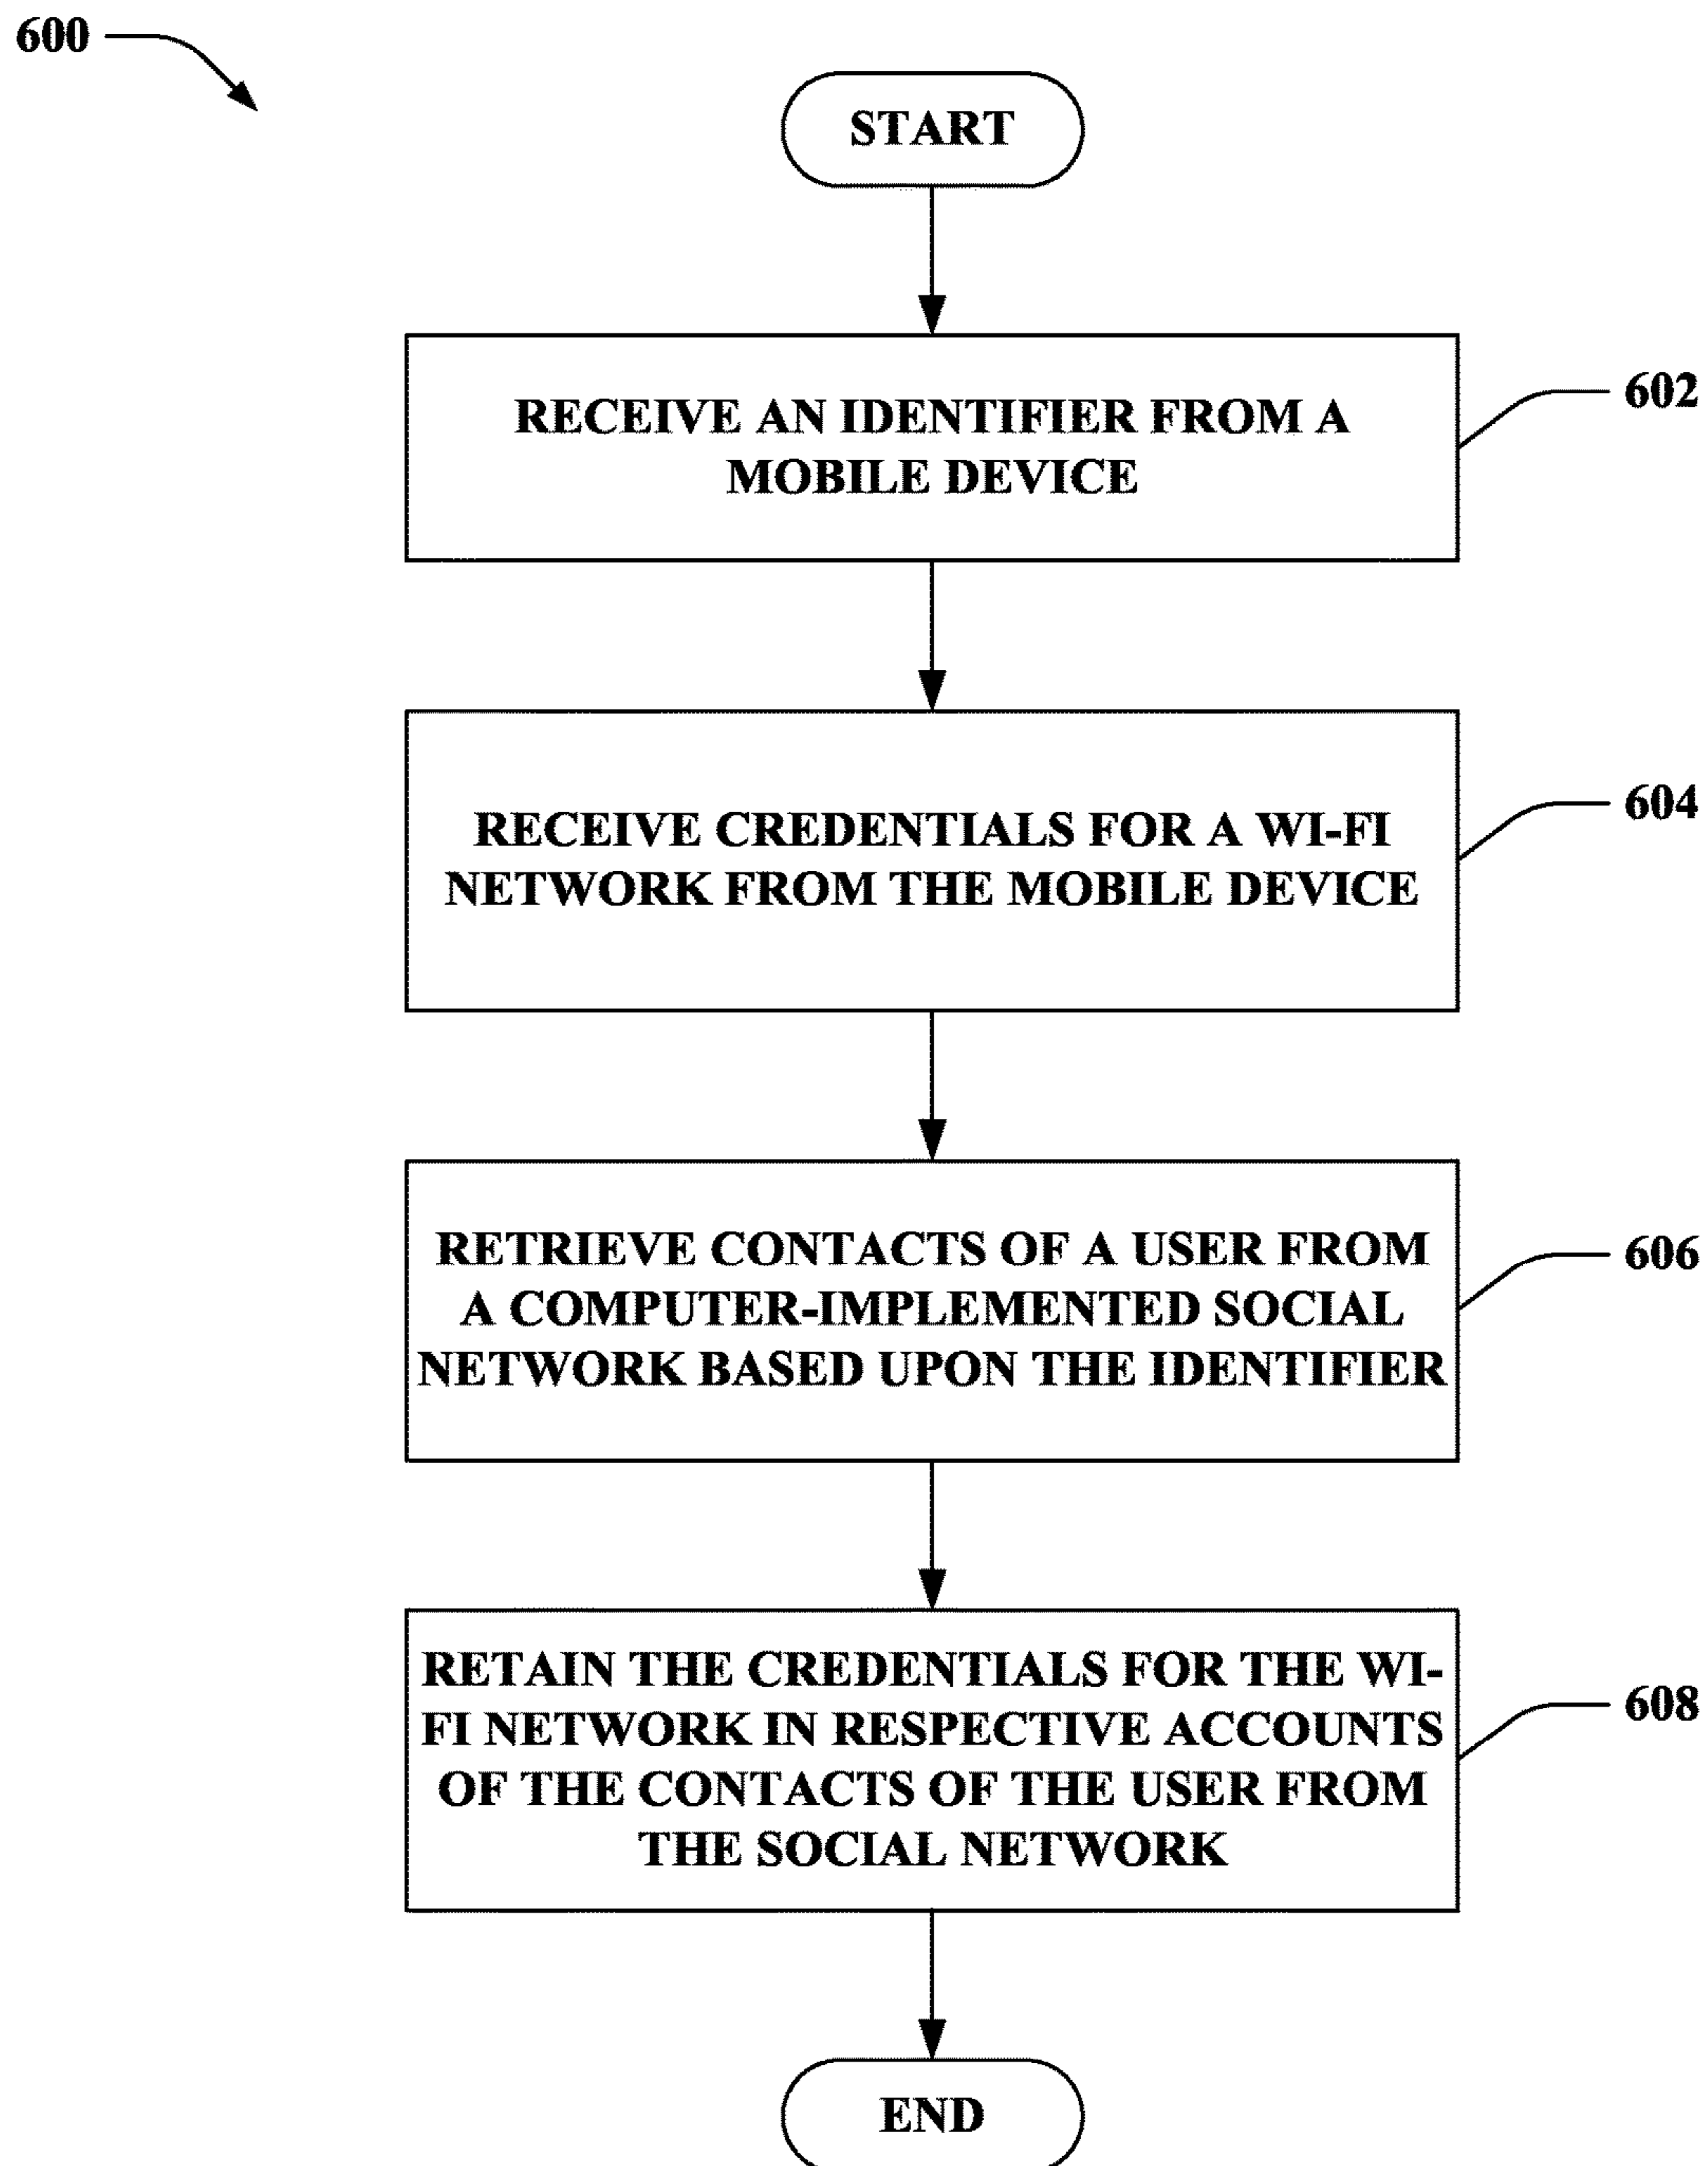 600
START
RECEIVE AN IDENTIFIER FROM A
MOBILE DEVICE
602
RECEIVE CREDENTIALS FOR A WI-FI
NETWORK FROM THE MOBILE DEVICE
604
RETRIEVE CONTACTS OF A USER FROM
A COMPUTER-IMPLEMENTED SOCIAL
NETWORK BASED UPON THE IDENTIFIER
606
RETAIN THE CREDENTIALS FOR THE WI-
FI NETWORK IN RESPECTIVE ACCOUNTS
OF THE CONTACTS OF THE USER FROM
THE SOCIAL NETWORK
608
END